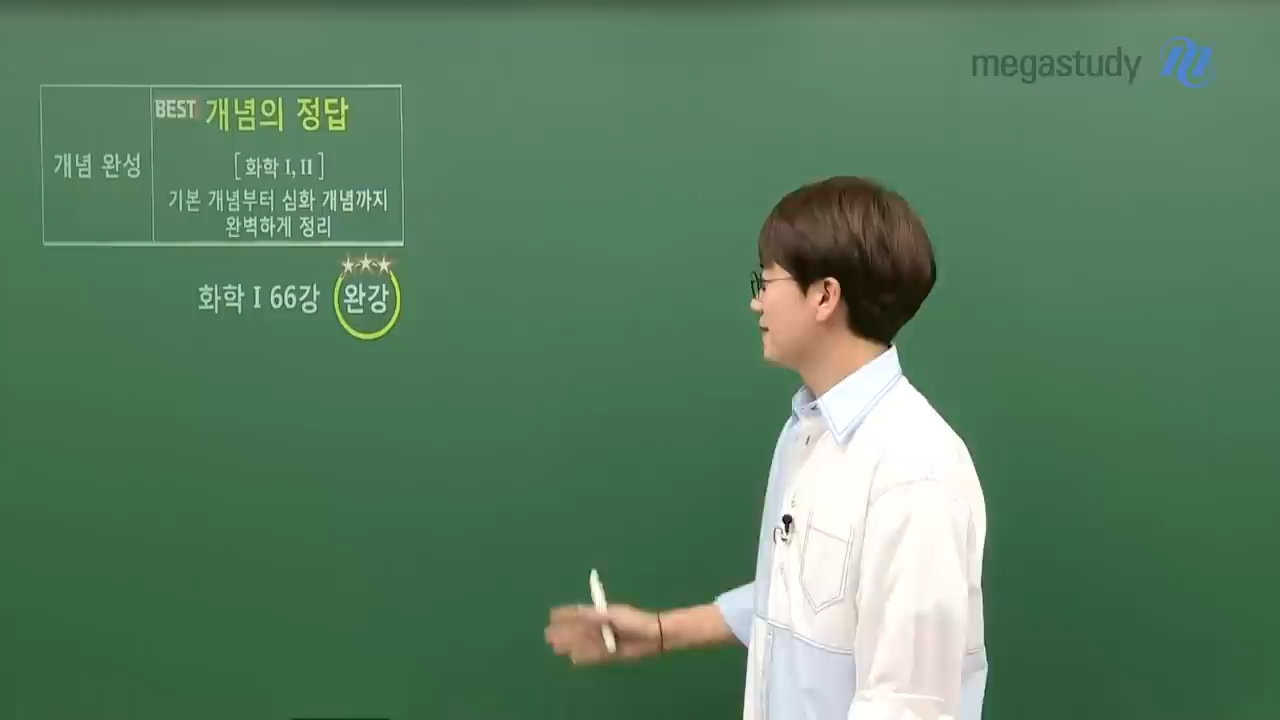 megastudy
BEST 개념의 정답
개념 완성
[화학 I, II]
기본 개념부터 심화 개념까지
완벽하게 정리
화학 I 66강 완강